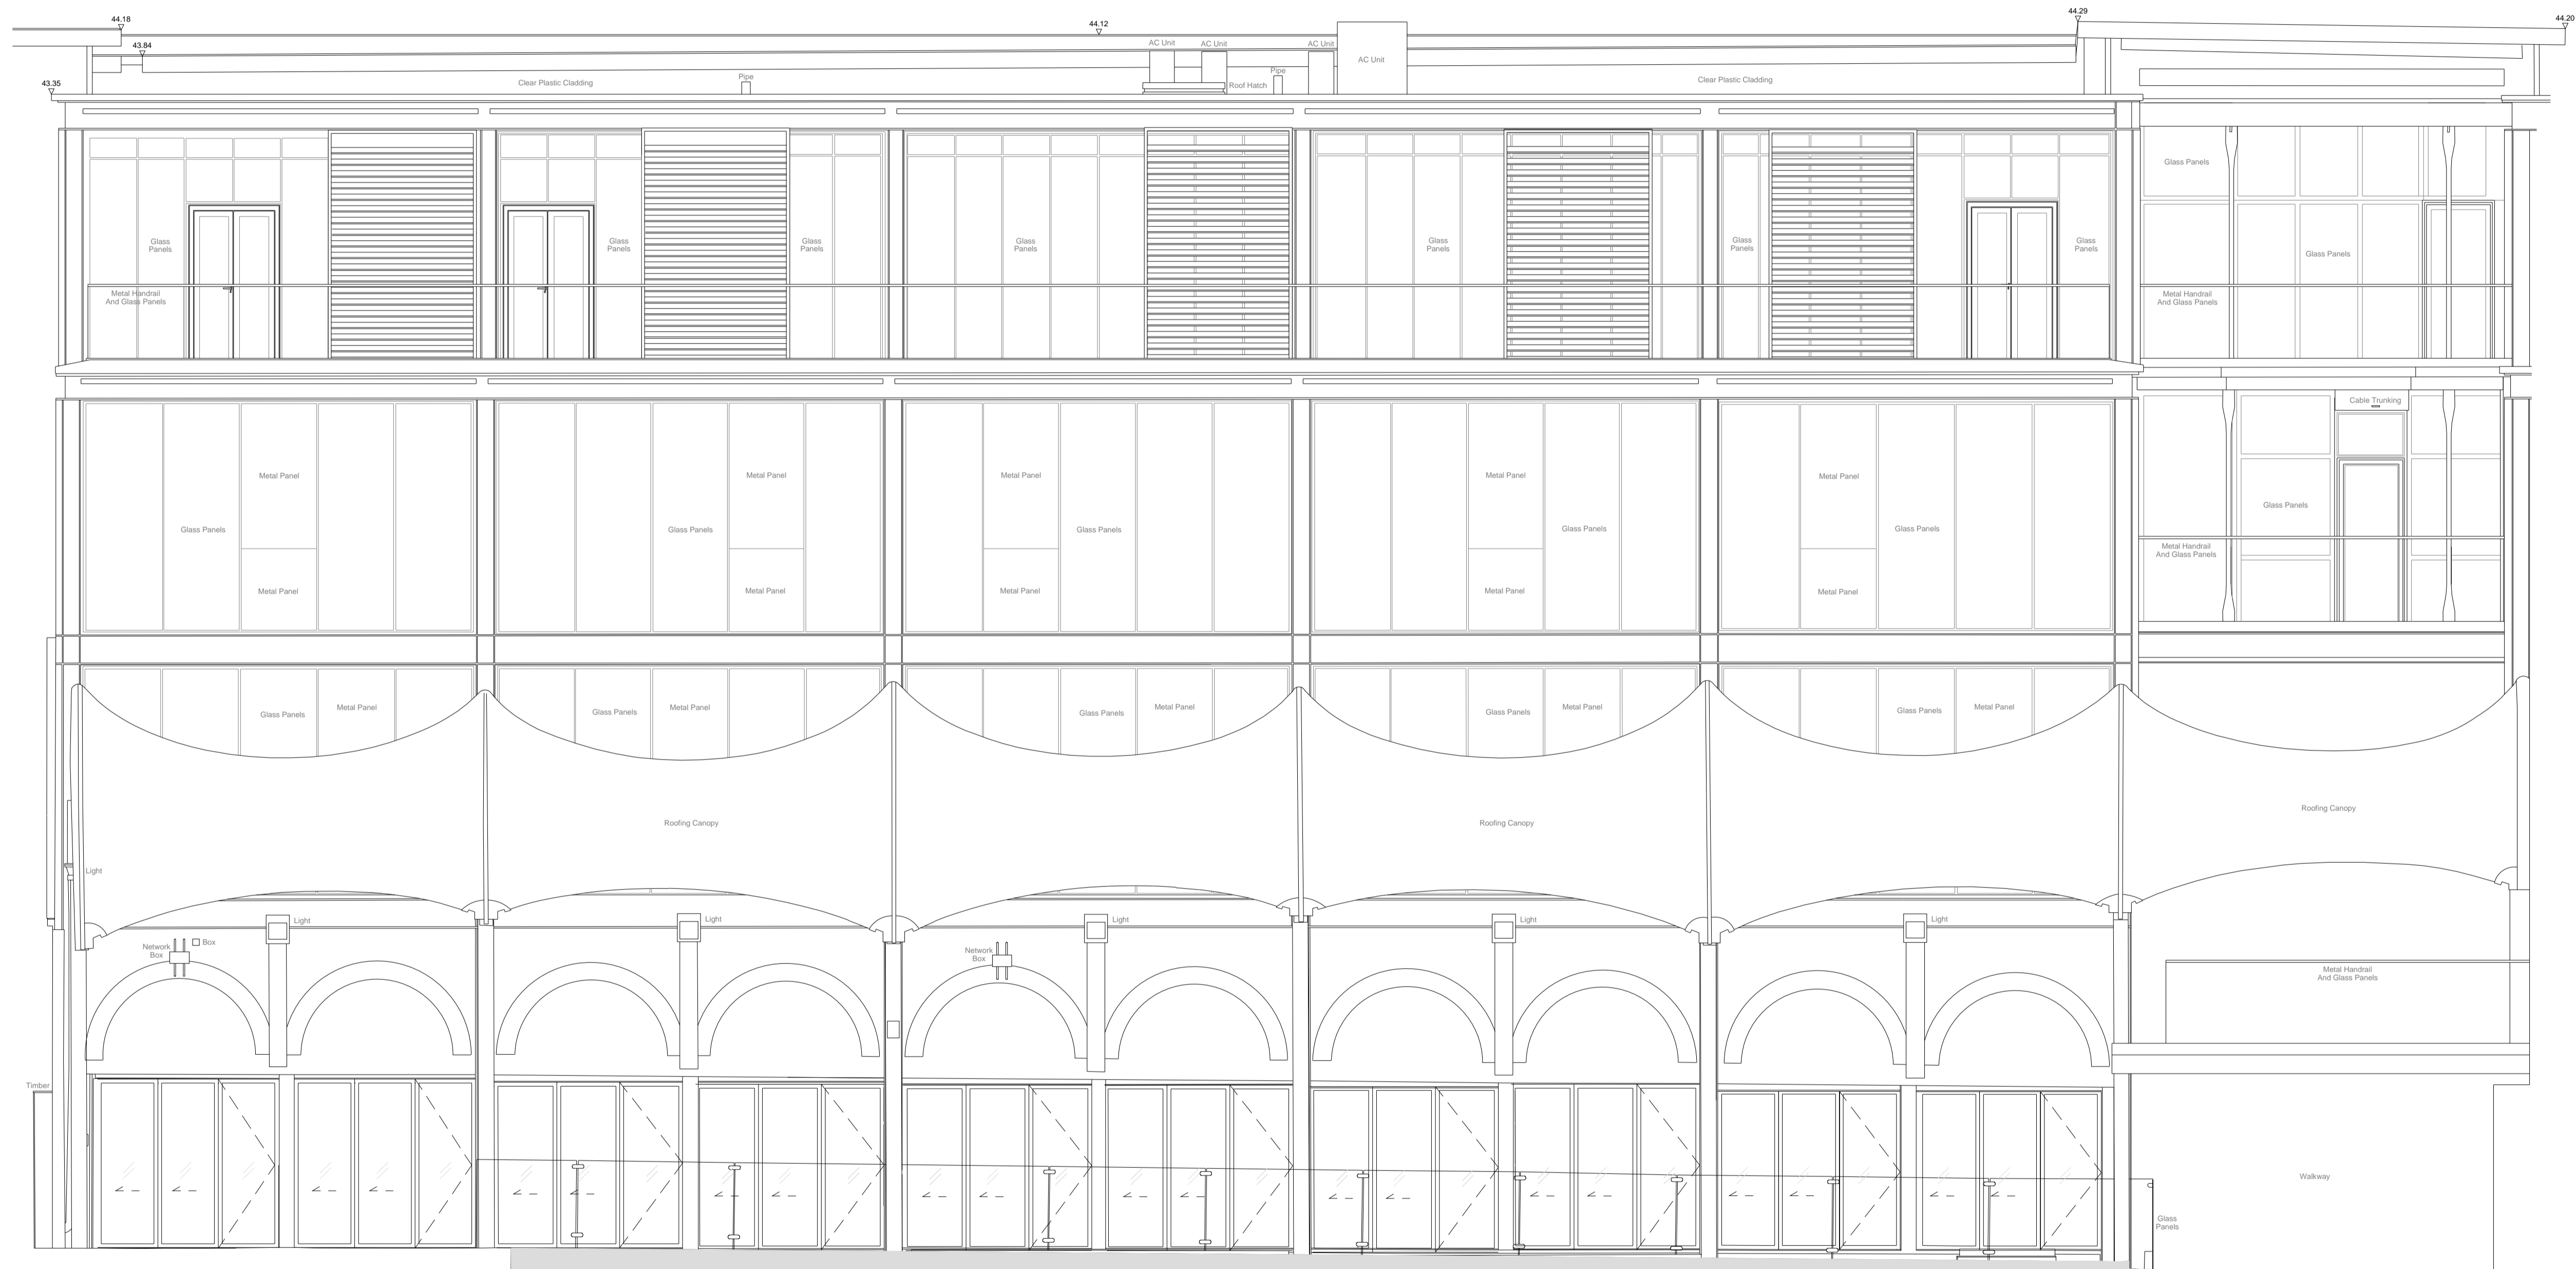 44.18
44.12
44.29
44.20
43.84
43.35
AC Unit
AC Unit
AC Unit
AC Unit
Clear Plastic Cladding
Pipe
Roof Hatch
Pipe
Clear Plastic Cladding
Glass Panels
Glass
Panels
Glass
Panels
Glass
Panels
Glass
Panels
Glass
Panels
Glass
Panels
Glass
Panels
Glass Panels
Metal Handrail
And Glass Panels
Metal Handrail
And Glass Panels
Cable Trunking
Metal Panel
Metal Panel
Metal Panel
Metal Panel
Metal Panel
Glass Panels
Glass Panels
Glass Panels
Glass Panels
Glass Panels
Glass Panels
Metal Handrail
And Glass Panels
Metal Panel
Metal Panel
Metal Panel
Metal Panel
Metal Panel
Glass Panels
Metal Panel
Glass Panels
Metal Panel
Glass Panels
Metal Panel
Glass Panels
Metal Panel
Glass Panels
Metal Panel
Roofing Canopy
Roofing Canopy
Roofing Canopy
Light
Light
Light
Light
Light
Light
Network
Box
Box
Network
Box
Metal Handrail
And Glass Panels
Timber
Walkway
Glass
Panels